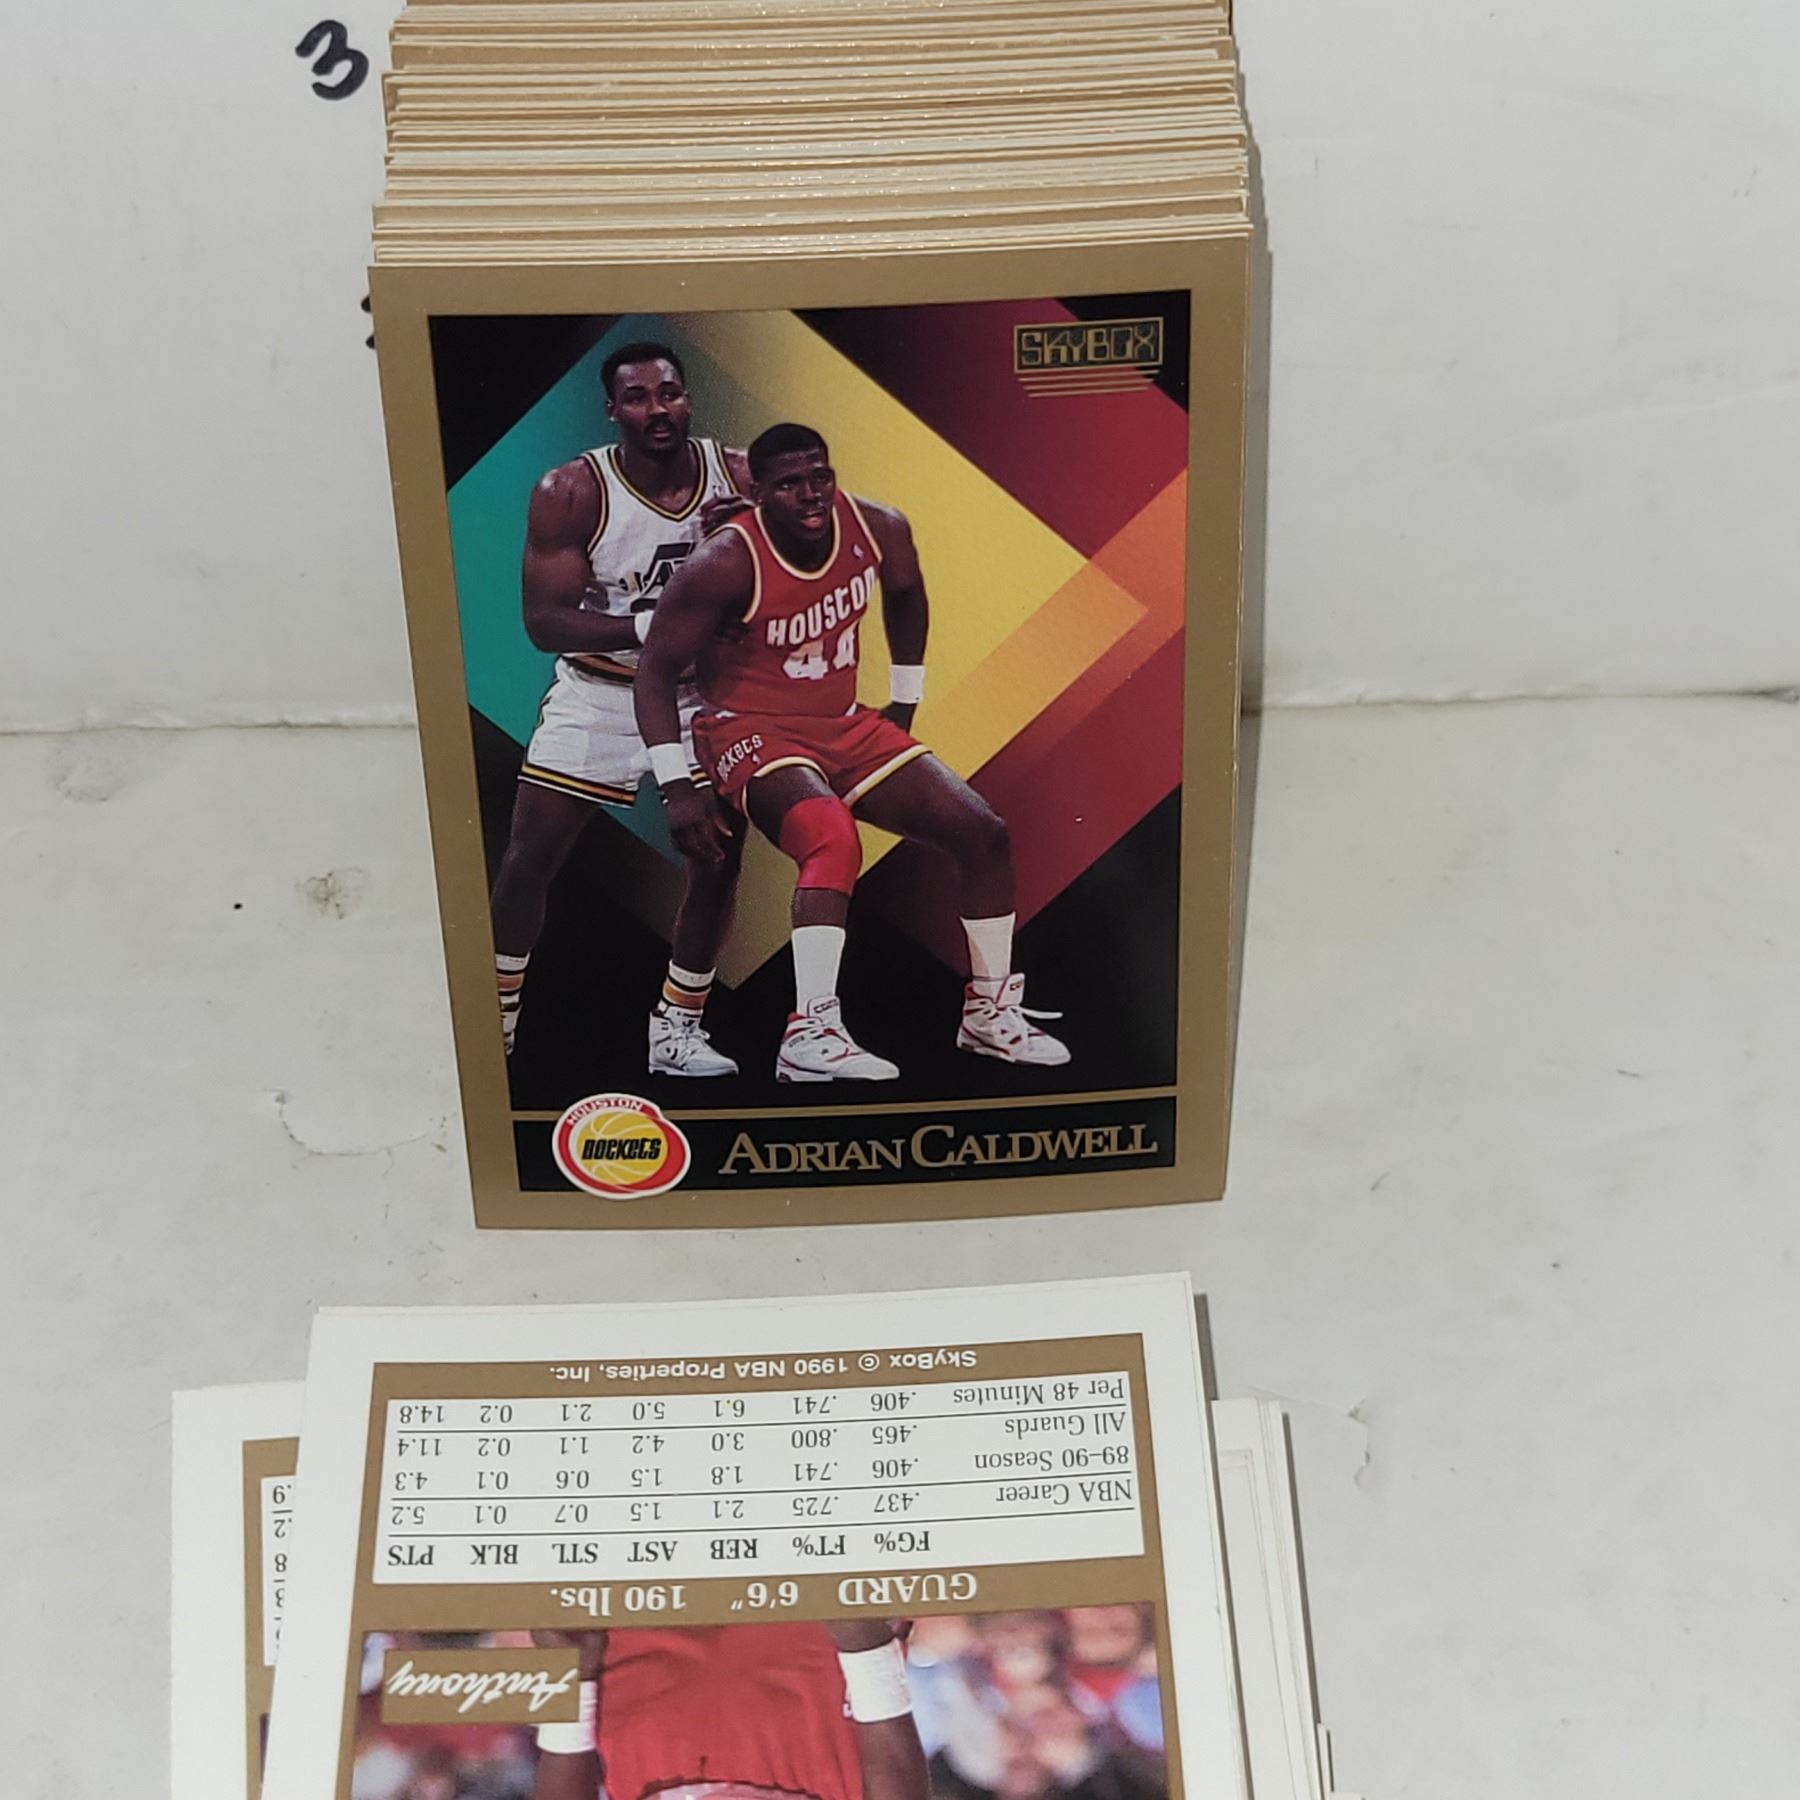 3
SKYBOX
JAZZ
HOUSTON
44
ROCKETS
HOUSTON
ROCKETS
ADRIAN CALDWELL
Anthony
GUARD 6'6" 190 lbs.
FG% FT% REB AST STL BLK PTS
NBA Career .437 .725 2.1 1.5 0.7 0.1 5.2
89-90 Season .406 .741 1.8 1.5 0.6 0.1 4.3
All Guards .465 .800 3.0 4.2 1.1 0.2 11.4
Per 48 Minutes .406 .741 6.1 5.0 2.1 0.2 14.8
SkyBox © 1990 NBA Properties, Inc.